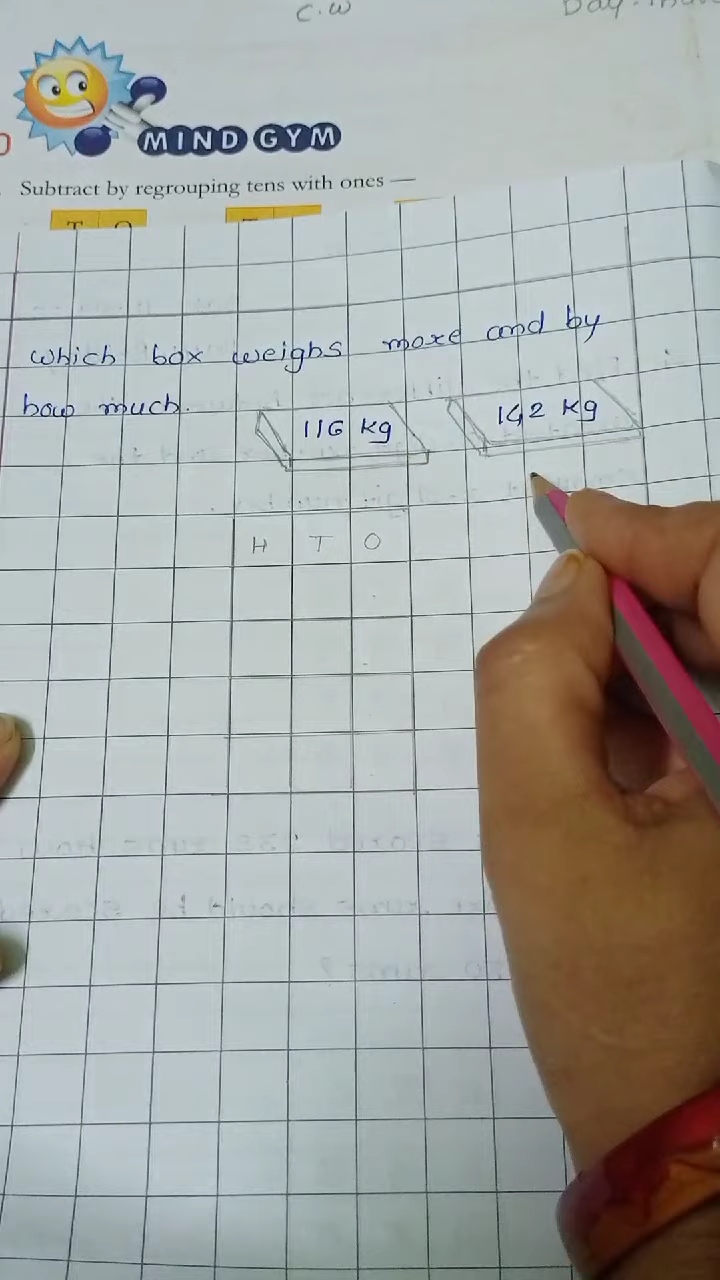 C.W
Day.
MIND GYM
Subtract by regrouping tens with ones —
T O
which box weighs more and by
how much.
116 kg 142 kg
H T O